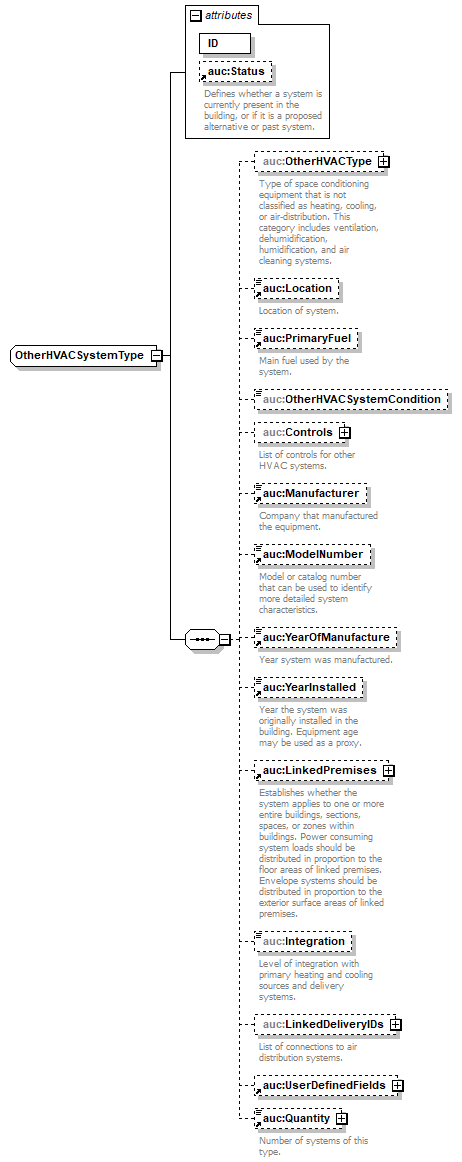 attributes
ID
auc:Status
Defines whether a system is
currently present in the
building, or if it is a proposed
alternative or past system.
auc:OtherHVACType
Type of space conditioning
equipment that is not
classified as heating, cooling,
or air-distribution. This
category includes ventilation,
dehumidification,
humidification, and air
cleaning systems.
auc:Location
Location of system.
auc:PrimaryFuel
Main fuel used by the
system.
OtherHVACSystemType
auc:OtherHVACSystemCondition
auc:Controls
List of controls for other
HVAC systems.
auc:Manufacturer
Company that manufactured
the equipment.
auc:ModelNumber
Model or catalog number
that can be used to identify
more detailed system
characteristics.
auc:YearOfManufacture
Year system was manufactured.
auc:YearInstalled
Year the system was
originally installed in the
building. Equipment age
may be used as a proxy.
auc:LinkedPremises
Establishes whether the
system applies to one or more
entire buildings, sections,
spaces, or zones within
buildings. Power consuming
system loads should be
distributed in proportion to the
floor areas of linked premises.
Envelope systems should be
distributed in proportion to the
exterior surface areas of linked
premises.
auc:Integration
Level of integration with
primary heating and cooling
sources and delivery
systems.
auc:LinkedDeliveryIDs
List of connections to air
distribution systems.
auc:UserDefinedFields
auc:Quantity
Number of systems of this
type.